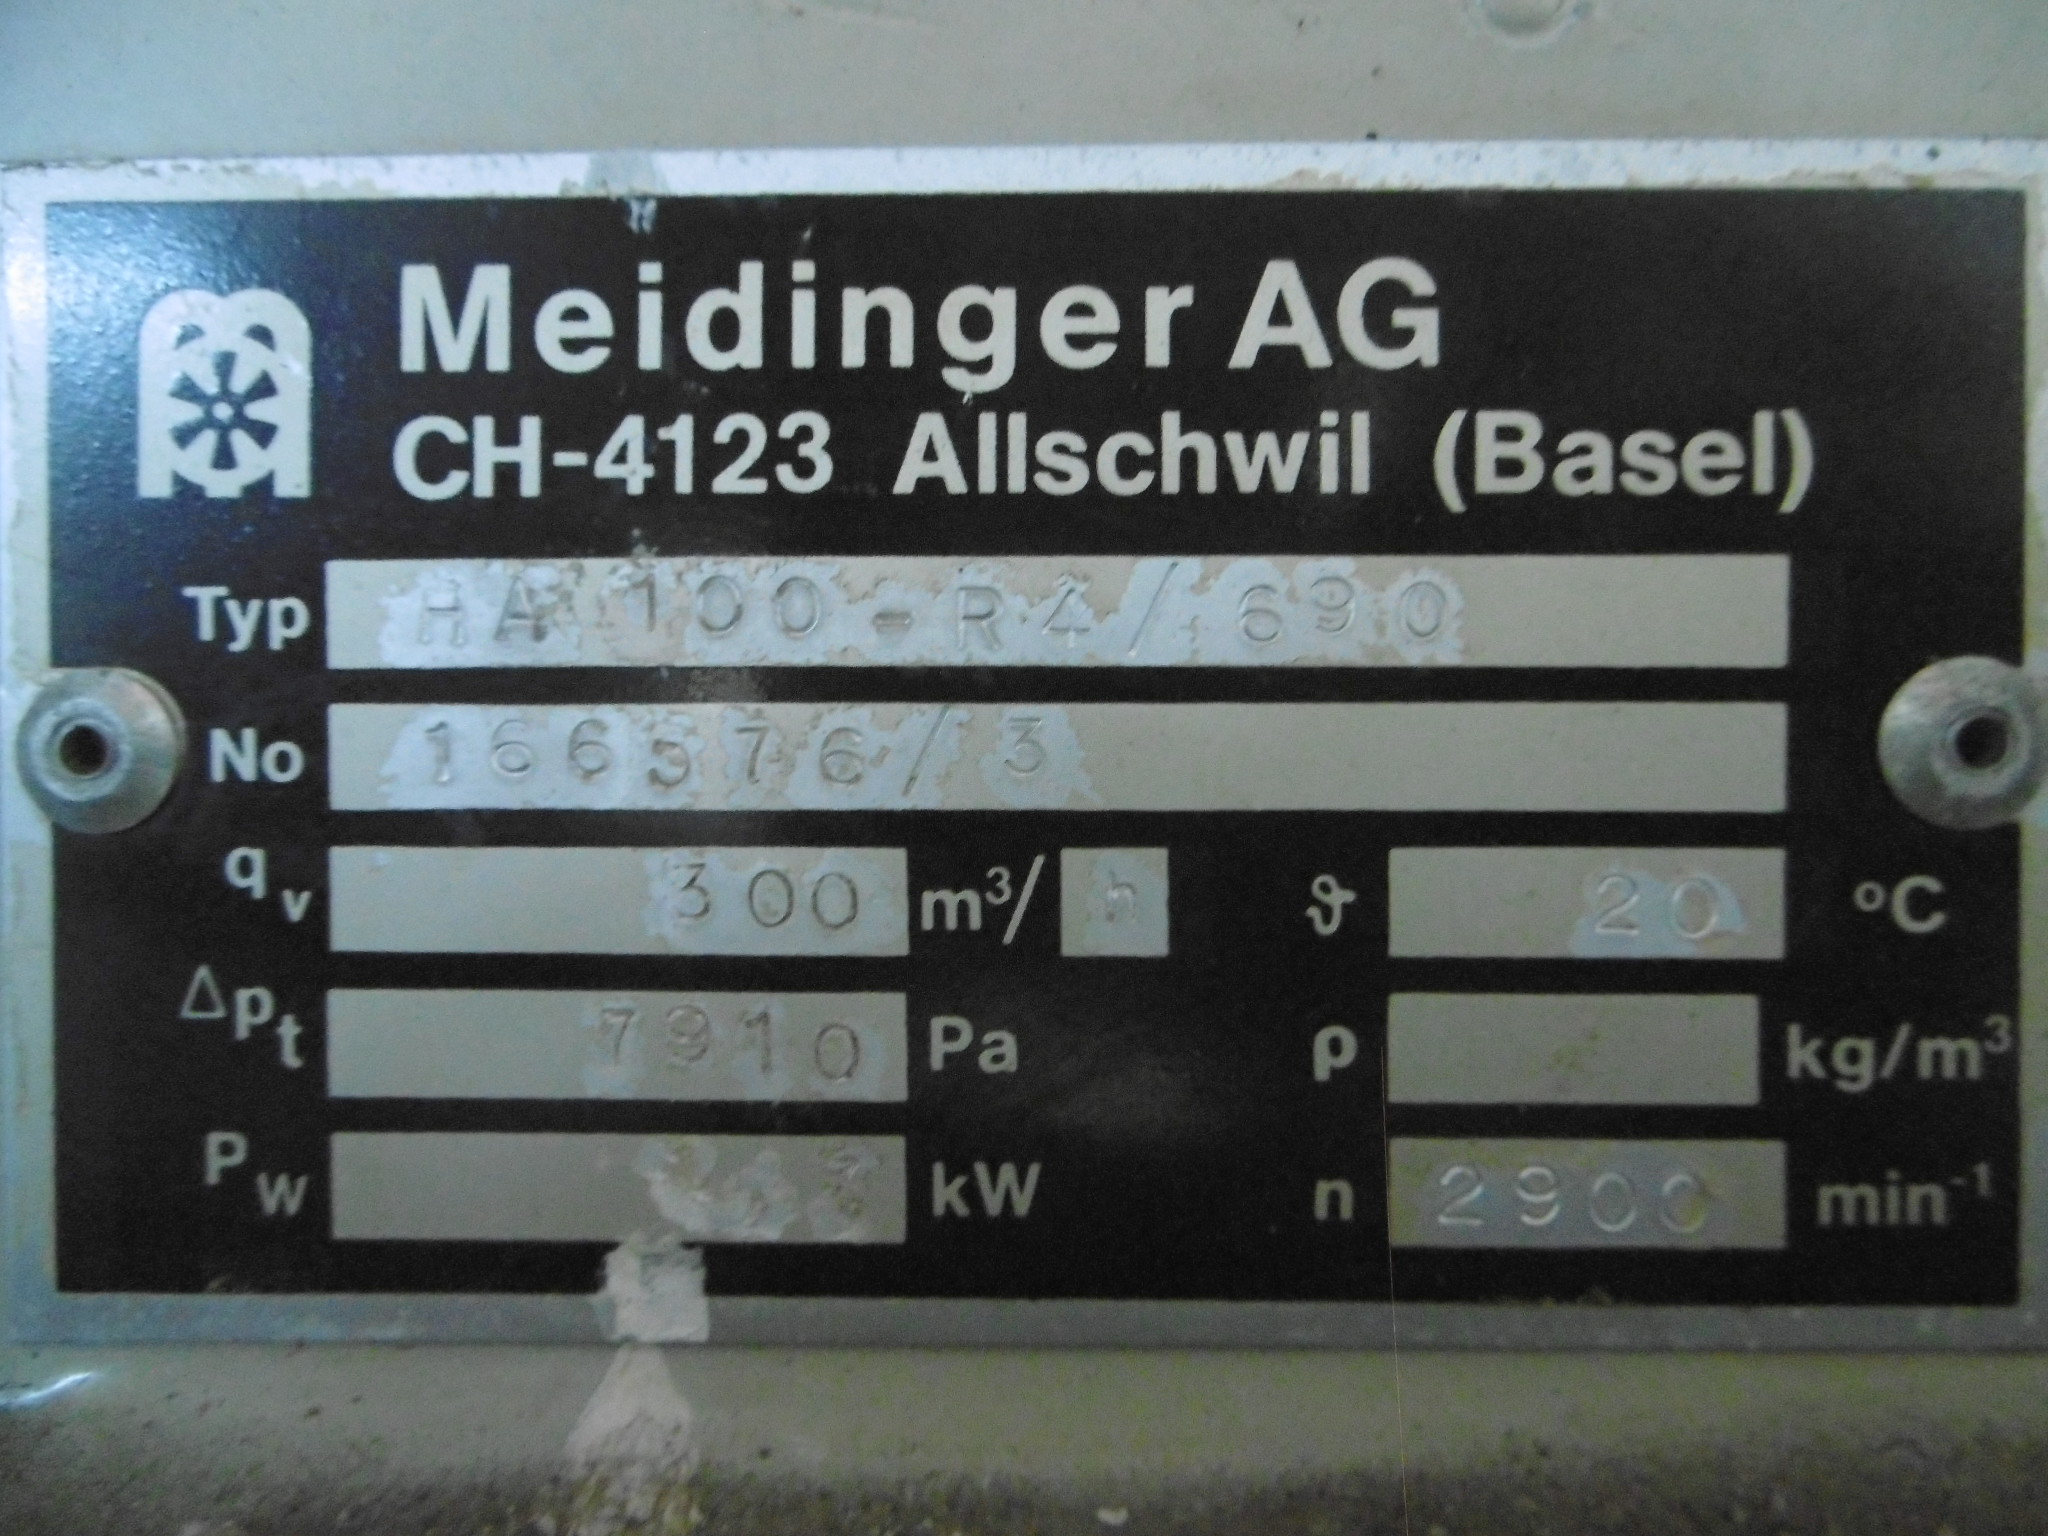 Meidinger AG
CH-4123 Allschwil (Basel)
Typ HA 100-R4/690
No 166376/3
qv 300 m³/h ϑ 20 °C
Δpt 7910 Pa ρ kg/m³
PW kW n 2900 min⁻¹